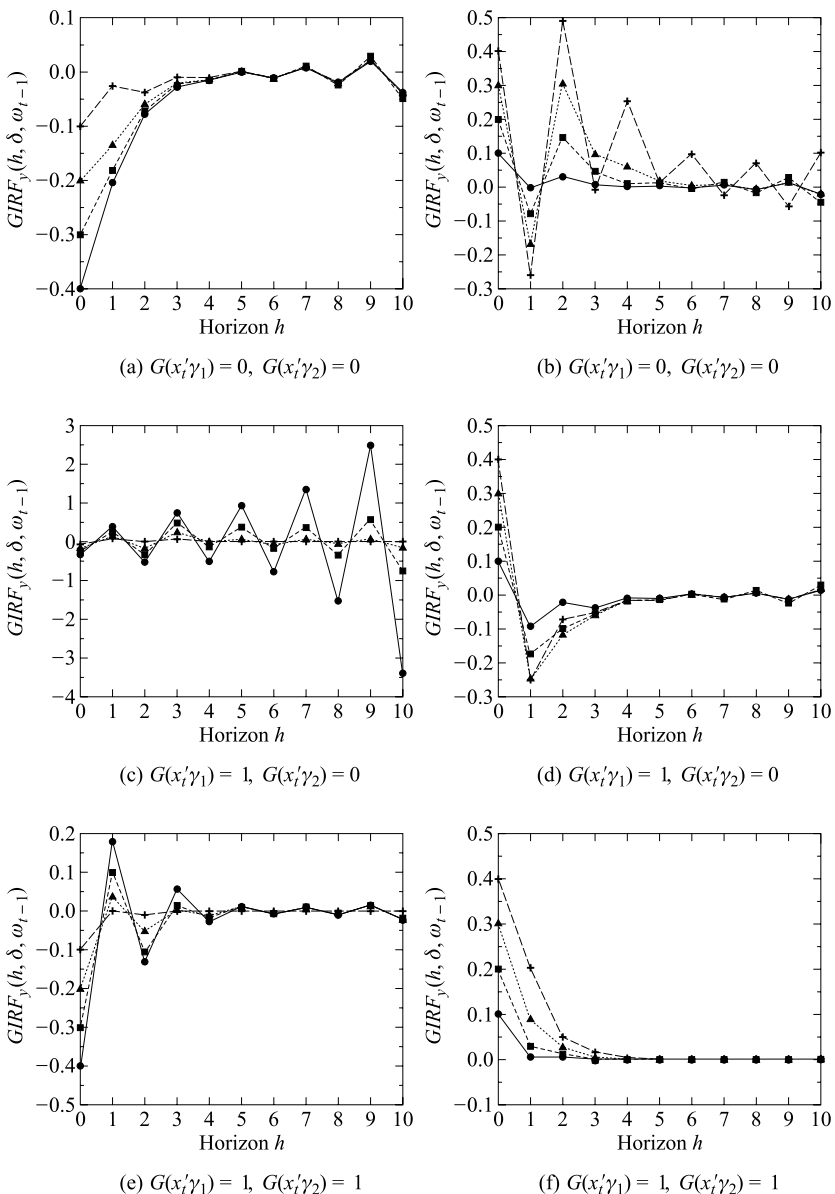 0.1
0.0
−0.1
−0.2
−0.3
−0.4
GIRF_y(h, δ, ω_{t−1})
0 1 2 3 4 5 6 7 8 9 10
Horizon h
(a) G(x_t′γ_1) = 0, G(x_t′γ_2) = 0
0.5
0.4
0.3
0.2
0.1
0.0
−0.1
−0.2
−0.3
GIRF_y(h, δ, ω_{t−1})
0 1 2 3 4 5 6 7 8 9 10
Horizon h
(b) G(x_t′γ_1) = 0, G(x_t′γ_2) = 0
3
2
1
0
−1
−2
−3
−4
GIRF_y(h, δ, ω_{t−1})
0 1 2 3 4 5 6 7 8 9 10
Horizon h
(c) G(x_t′γ_1) = 1, G(x_t′γ_2) = 0
0.5
0.4
0.3
0.2
0.1
0.0
−0.1
−0.2
−0.3
GIRF_y(h, δ, ω_{t−1})
0 1 2 3 4 5 6 7 8 9 10
Horizon h
(d) G(x_t′γ_1) = 1, G(x_t′γ_2) = 0
0.2
0.1
0.0
−0.1
−0.2
−0.3
−0.4
−0.5
GIRF_y(h, δ, ω_{t−1})
0 1 2 3 4 5 6 7 8 9 10
Horizon h
(e) G(x_t′γ_1) = 1, G(x_t′γ_2) = 1
0.5
0.4
0.3
0.2
0.1
0.0
−0.1
GIRF_y(h, δ, ω_{t−1})
0 1 2 3 4 5 6 7 8 9 10
Horizon h
(f) G(x_t′γ_1) = 1, G(x_t′γ_2) = 1